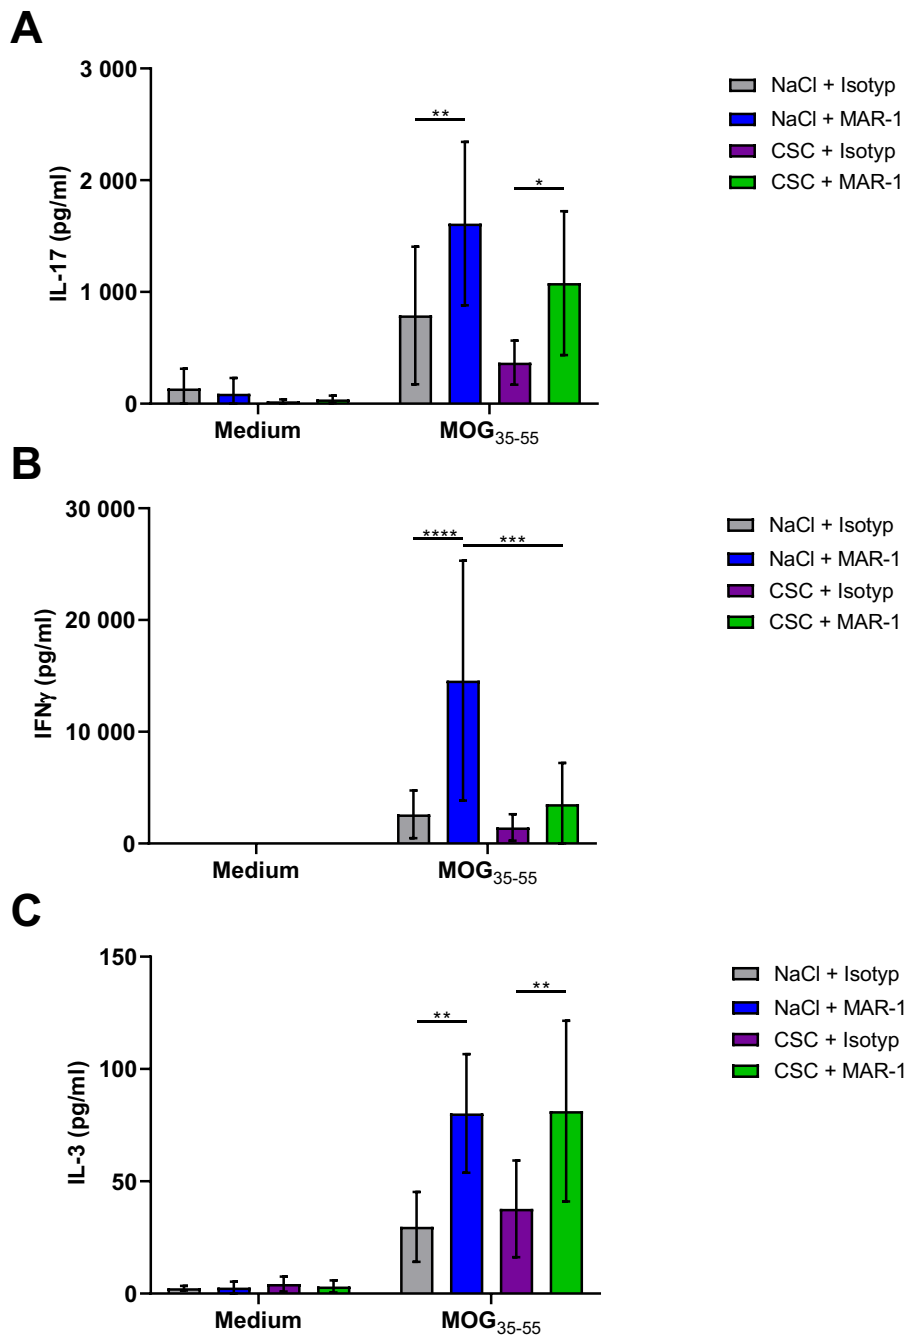 A
3 000
2 000
1 000
0
IL-17 (pg/ml)
**
*
Medium
MOG35-55
NaCl + Isotyp
NaCl + MAR-1
CSC + Isotyp
CSC + MAR-1
B
30 000
20 000
10 000
0
IFNγ (pg/ml)
****
***
Medium
MOG35-55
NaCl + Isotyp
NaCl + MAR-1
CSC + Isotyp
CSC + MAR-1
C
150
100
50
0
IL-3 (pg/ml)
**
**
Medium
MOG35-55
NaCl + Isotyp
NaCl + MAR-1
CSC + Isotyp
CSC + MAR-1